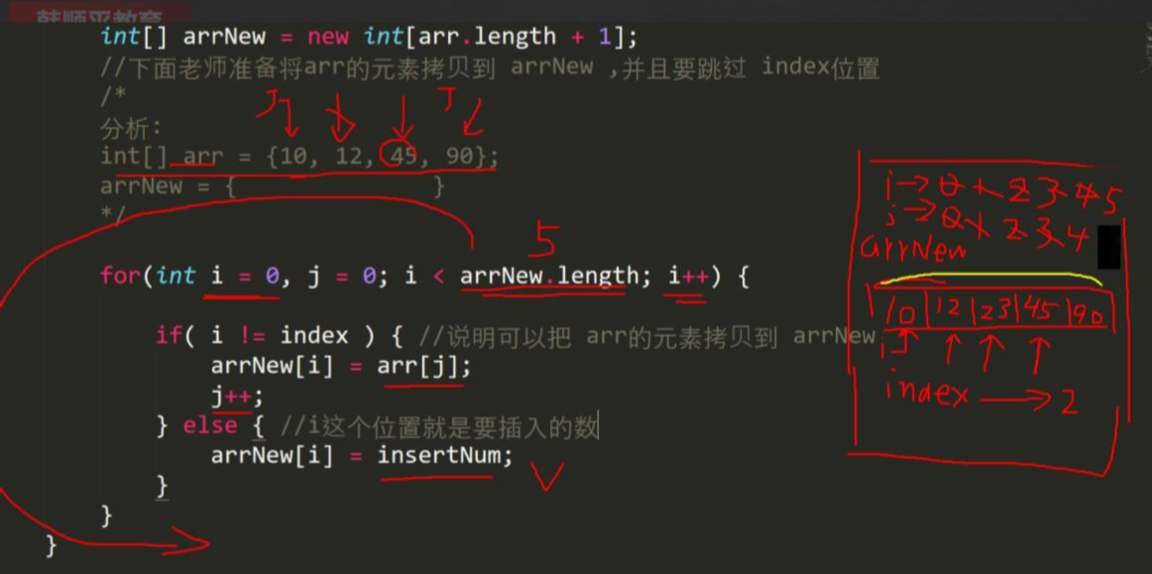 韩顺平教育
int[] arrNew = new int[arr.length + 1];
//下面老师准备将arr的元素拷贝到 arrNew ,并且要跳过 index位置
/*
分析:
int[] arr = {10, 12, 45, 90};
arrNew = {                 }
*/
5
for(int i = 0, j = 0; i < arrNew.length; i++) {
if( i != index ) { //说明可以把 arr的元素拷贝到 arrNew
arrNew[i] = arr[j];
j++;
} else { //i这个位置就是要插入的数
arrNew[i] = insertNum;
}
}
}
i->0 1 2 3 4 5
j->0 1 2 3 4
arrNew
10|12|23|45|90
i
index -> 2